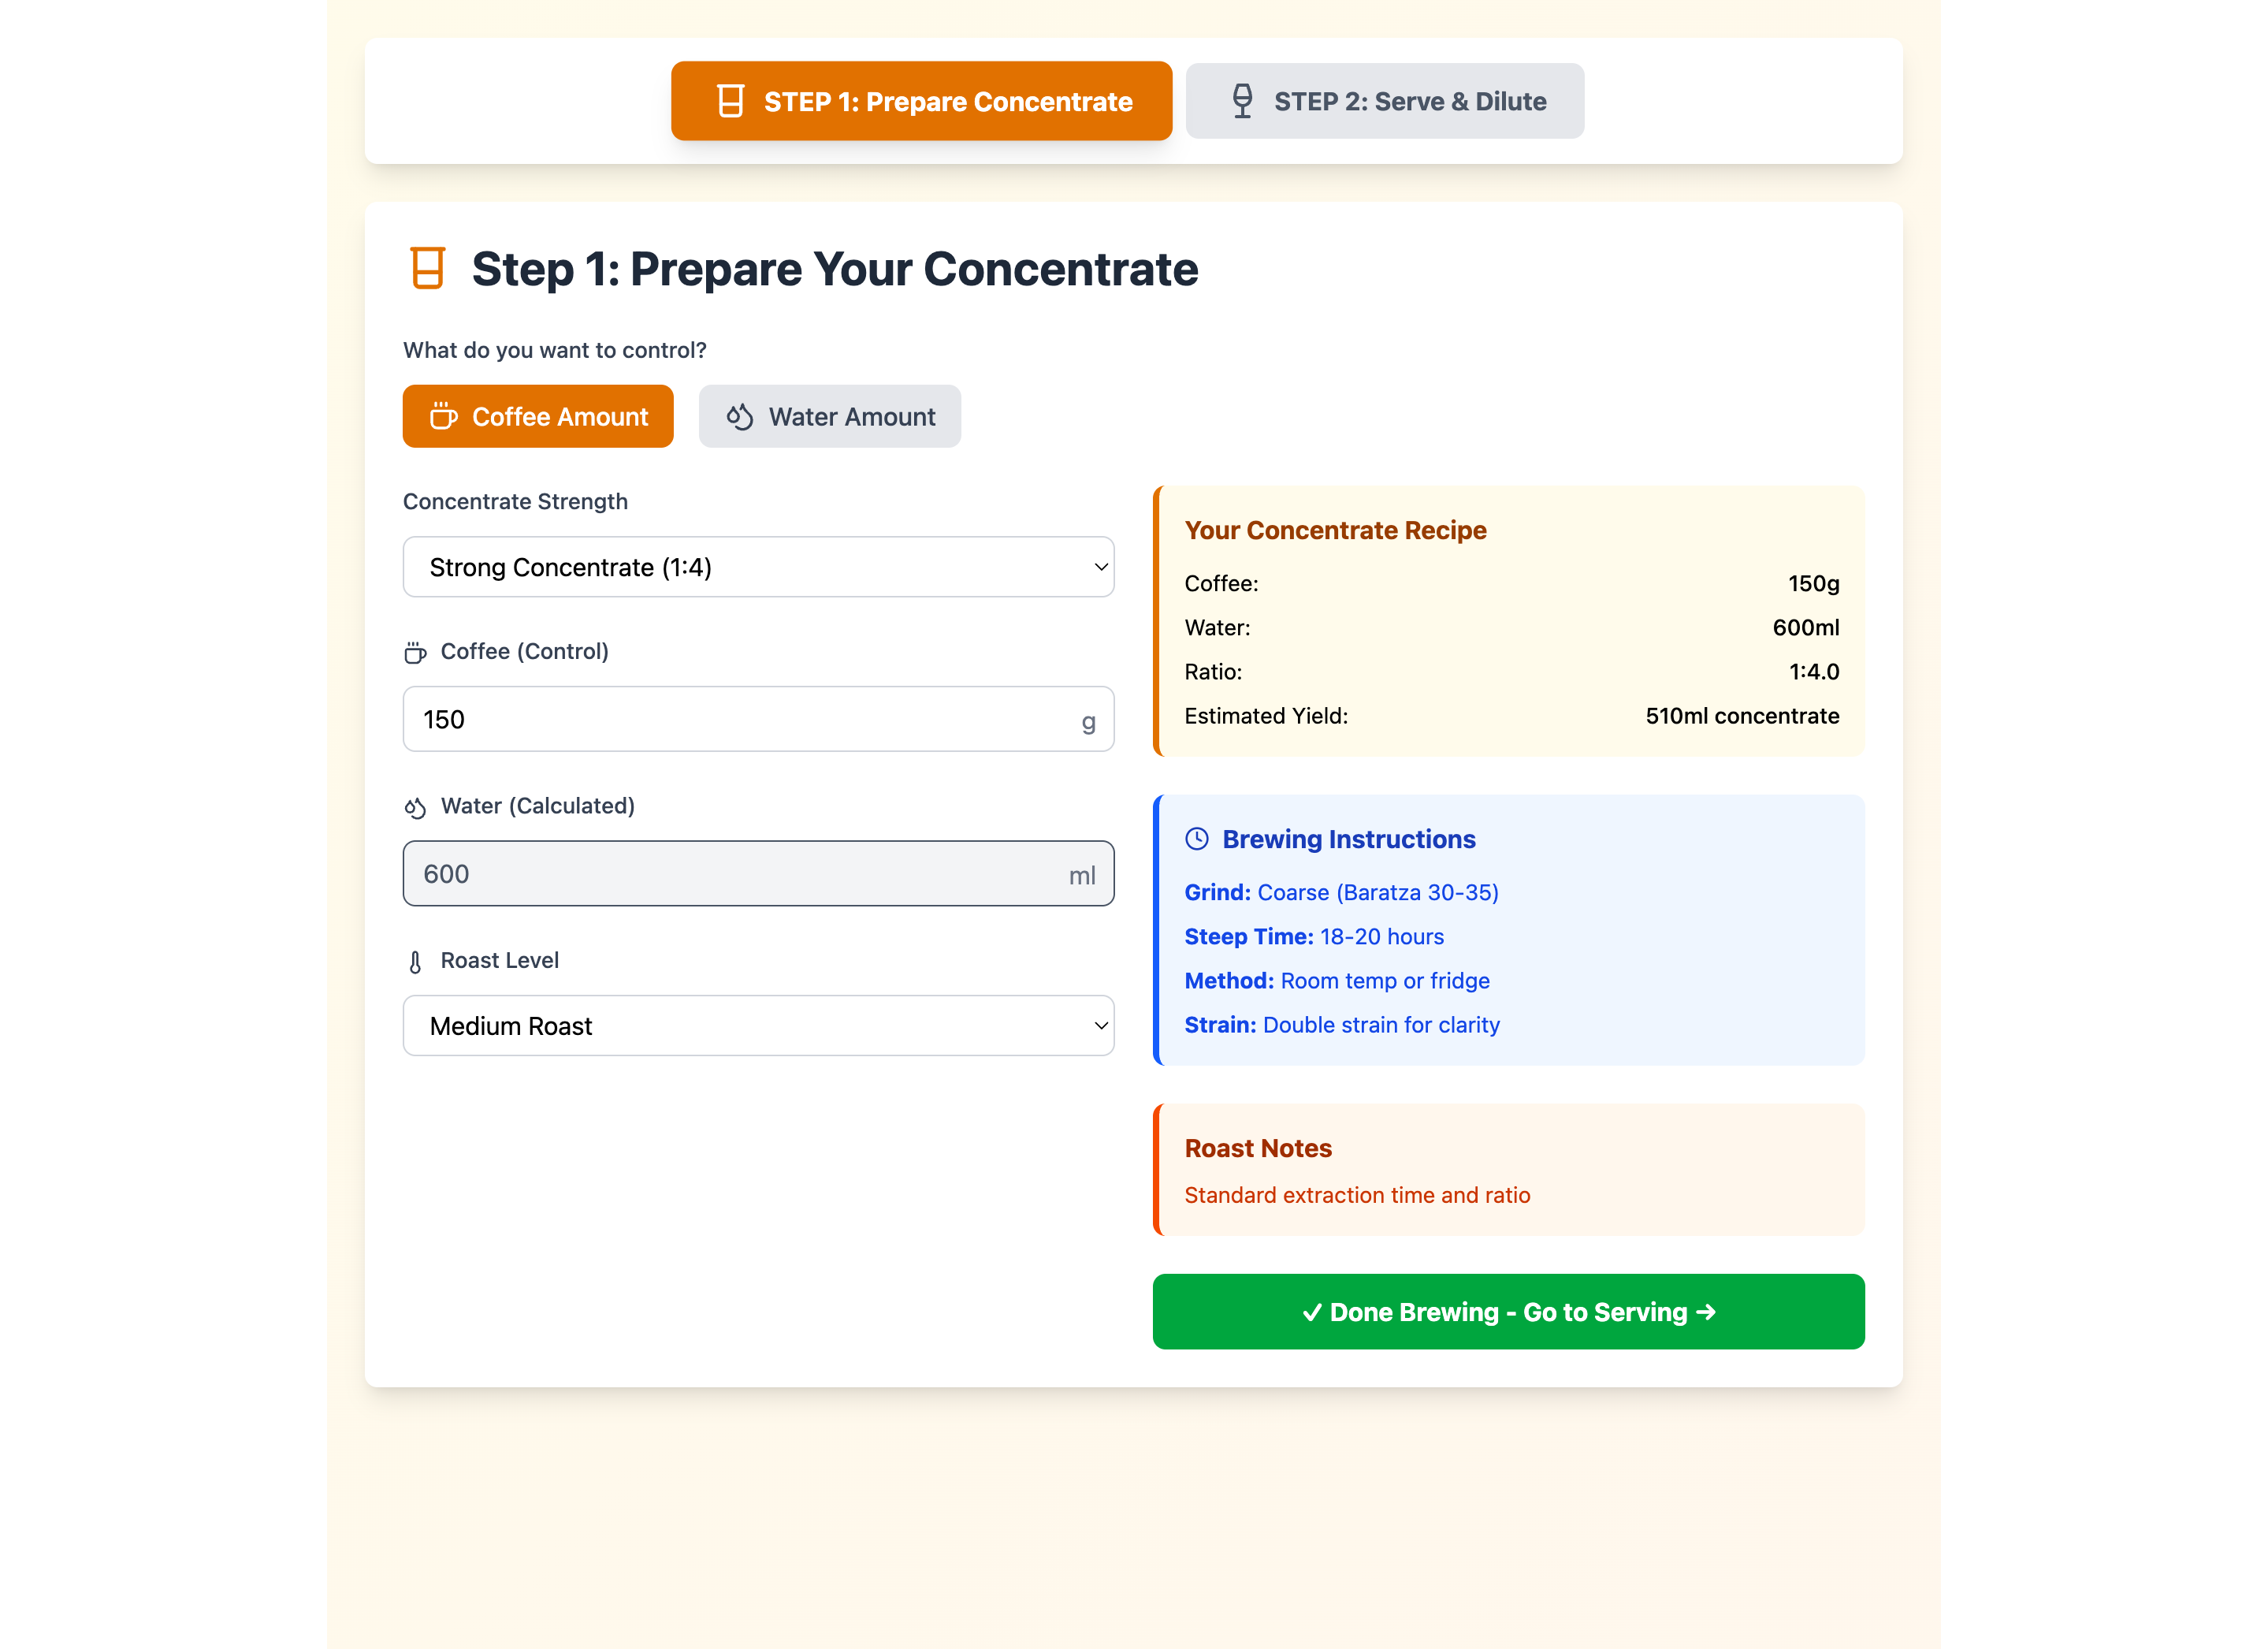 STEP 1: Prepare Concentrate
STEP 2: Serve & Dilute
Step 1: Prepare Your Concentrate
What do you want to control?
Coffee Amount
Water Amount
Concentrate Strength
Strong Concentrate (1:4)
Coffee (Control)
150 g
Water (Calculated)
600 ml
Roast Level
Medium Roast
Your Concentrate Recipe
Coffee: 150g
Water: 600ml
Ratio: 1:4.0
Estimated Yield: 510ml concentrate
Brewing Instructions
Grind: Coarse (Baratza 30-35)
Steep Time: 18-20 hours
Method: Room temp or fridge
Strain: Double strain for clarity
Roast Notes
Standard extraction time and ratio
✓ Done Brewing - Go to Serving →